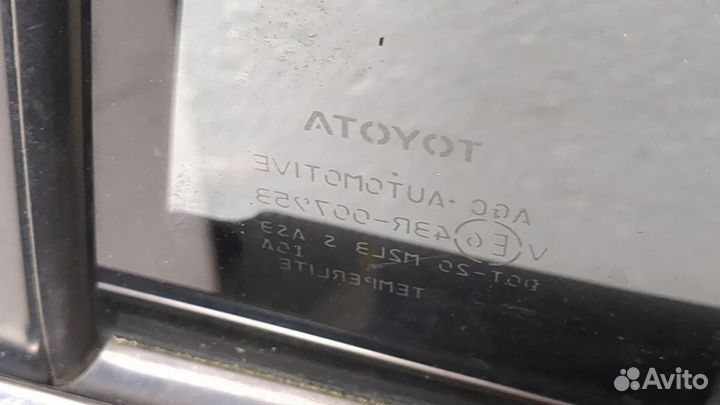 TOYOTA
AGC·AUTOMOTIVE
V E6 43R-007953
DOT-20 M2L3 S AS3
10A
TEMPERLITE
Avito